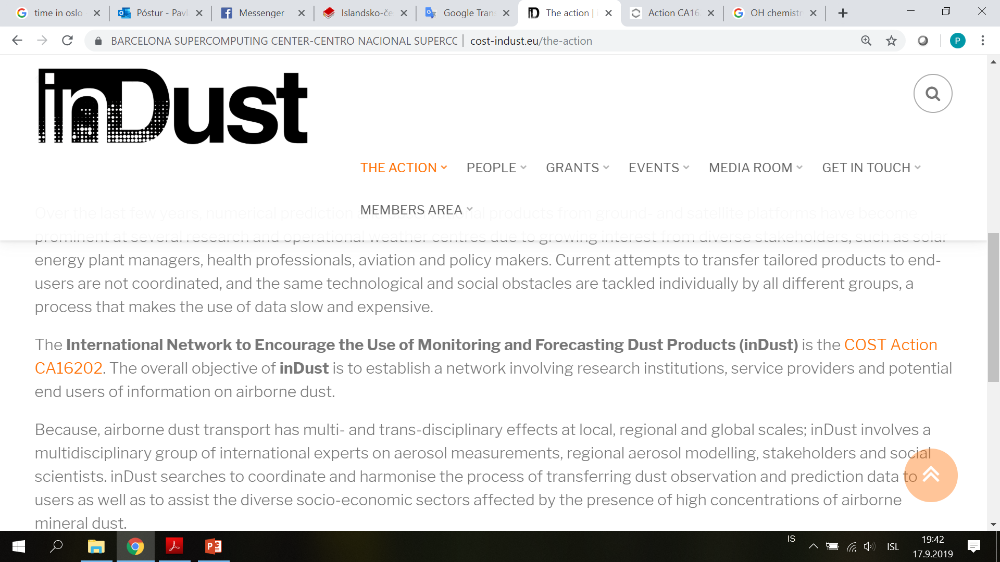 time in oslo
Póstur - Pavl
Messenger
Islandsko-če
Google Trans
The action | i
Action CA16
OH chemistr
BARCELONA SUPERCOMPUTING CENTER-CENTRO NACIONAL SUPERCC
cost-indust.eu/the-action
P
inDust
THE ACTION
PEOPLE
GRANTS
EVENTS
MEDIA ROOM
GET IN TOUCH
MEMBERS AREA
Over the last few years, numerical prediction and observational products from ground- and satellite platforms have become
prominent at several research and operational weather centres due to growing interest from diverse stakeholders, such as solar
energy plant managers, health professionals, aviation and policy makers. Current attempts to transfer tailored products to end-
users are not coordinated, and the same technological and social obstacles are tackled individually by all different groups, a
process that makes the use of data slow and expensive.
The International Network to Encourage the Use of Monitoring and Forecasting Dust Products (inDust) is the COST Action
CA16202. The overall objective of inDust is to establish a network involving research institutions, service providers and potential
end users of information on airborne dust.
Because, airborne dust transport has multi- and trans-disciplinary effects at local, regional and global scales; inDust involves a
multidisciplinary group of international experts on aerosol measurements, regional aerosol modelling, stakeholders and social
scientists. inDust searches to coordinate and harmonise the process of transferring dust observation and prediction data to
users as well as to assist the diverse socio-economic sectors affected by the presence of high concentrations of airborne
mineral dust.
IS
ISL
19:42
17.9.2019